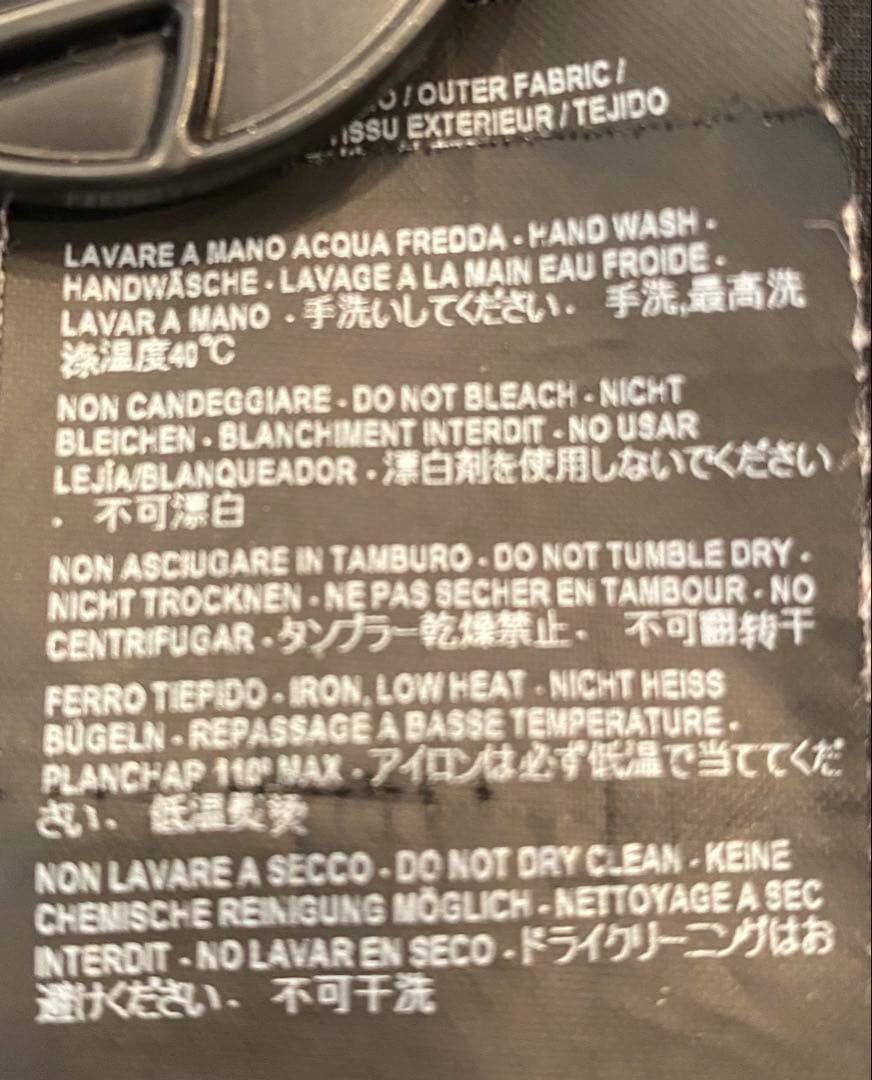 / OUTER FABRIC /
TISSU EXTERIEUR / TEJIDO
LAVARE A MANO ACQUA FREDDA - HAND WASH -
HANDWÄSCHE - LAVAGE A LA MAIN EAU FROIDE -
LAVAR A MANO - 手洗いしてください. 手洗,最高洗
涤温度40℃
NON CANDEGGIARE - DO NOT BLEACH - NICHT
BLEICHEN - BLANCHIMENT INTERDIT - NO USAR
LEJÍA/BLANQUEADOR - 漂白剤を使用しないでください
. 不可漂白
NON ASCIUGARE IN TAMBURO - DO NOT TUMBLE DRY -
NICHT TROCKNEN - NE PAS SECHER EN TAMBOUR - NO
CENTRIFUGAR - タンブラー乾燥禁止. 不可翻转干
FERRO TIEPIDO - IRON, LOW HEAT - NICHT HEISS
BÜGELN - REPASSAGE A BASSE TEMPERATURE -
PLANCHAP 110° MAX - アイロンは必ず低温で当ててくだ
さい. 低温熨烫
NON LAVARE A SECCO - DO NOT DRY CLEAN - KEINE
CHEMISCHE REINIGUNG MÖGLICH - NETTOYAGE A SEC
INTERDIT - NO LAVAR EN SECO - ドライクリーニングはお
避けください. 不可干洗